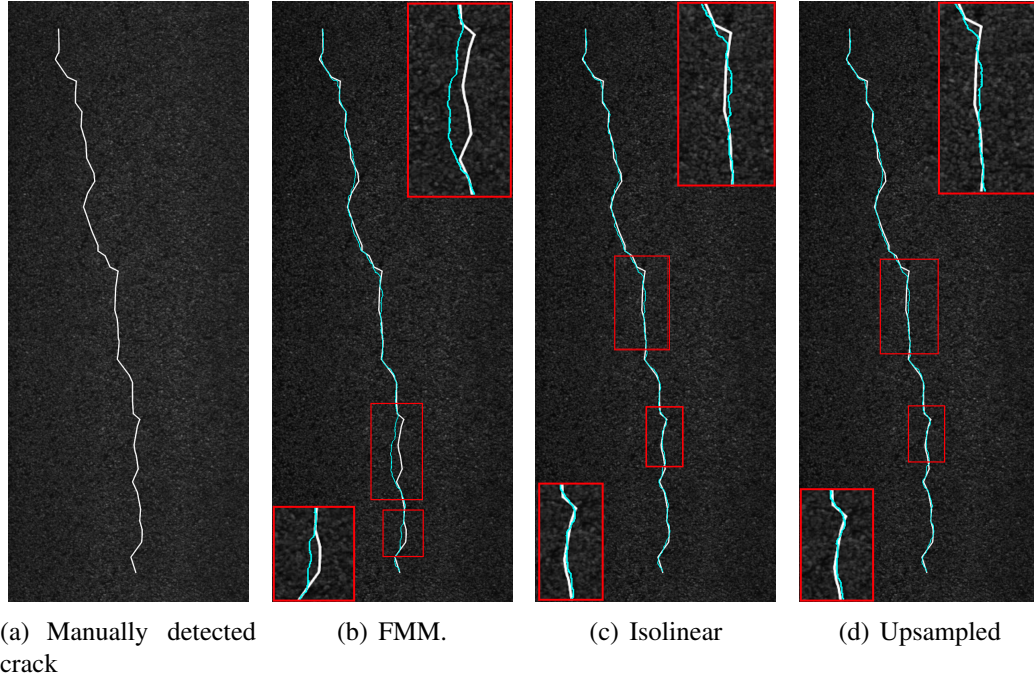 (a) Manually detected
crack
(b) FMM.
(c) Isolinear
(d) Upsampled